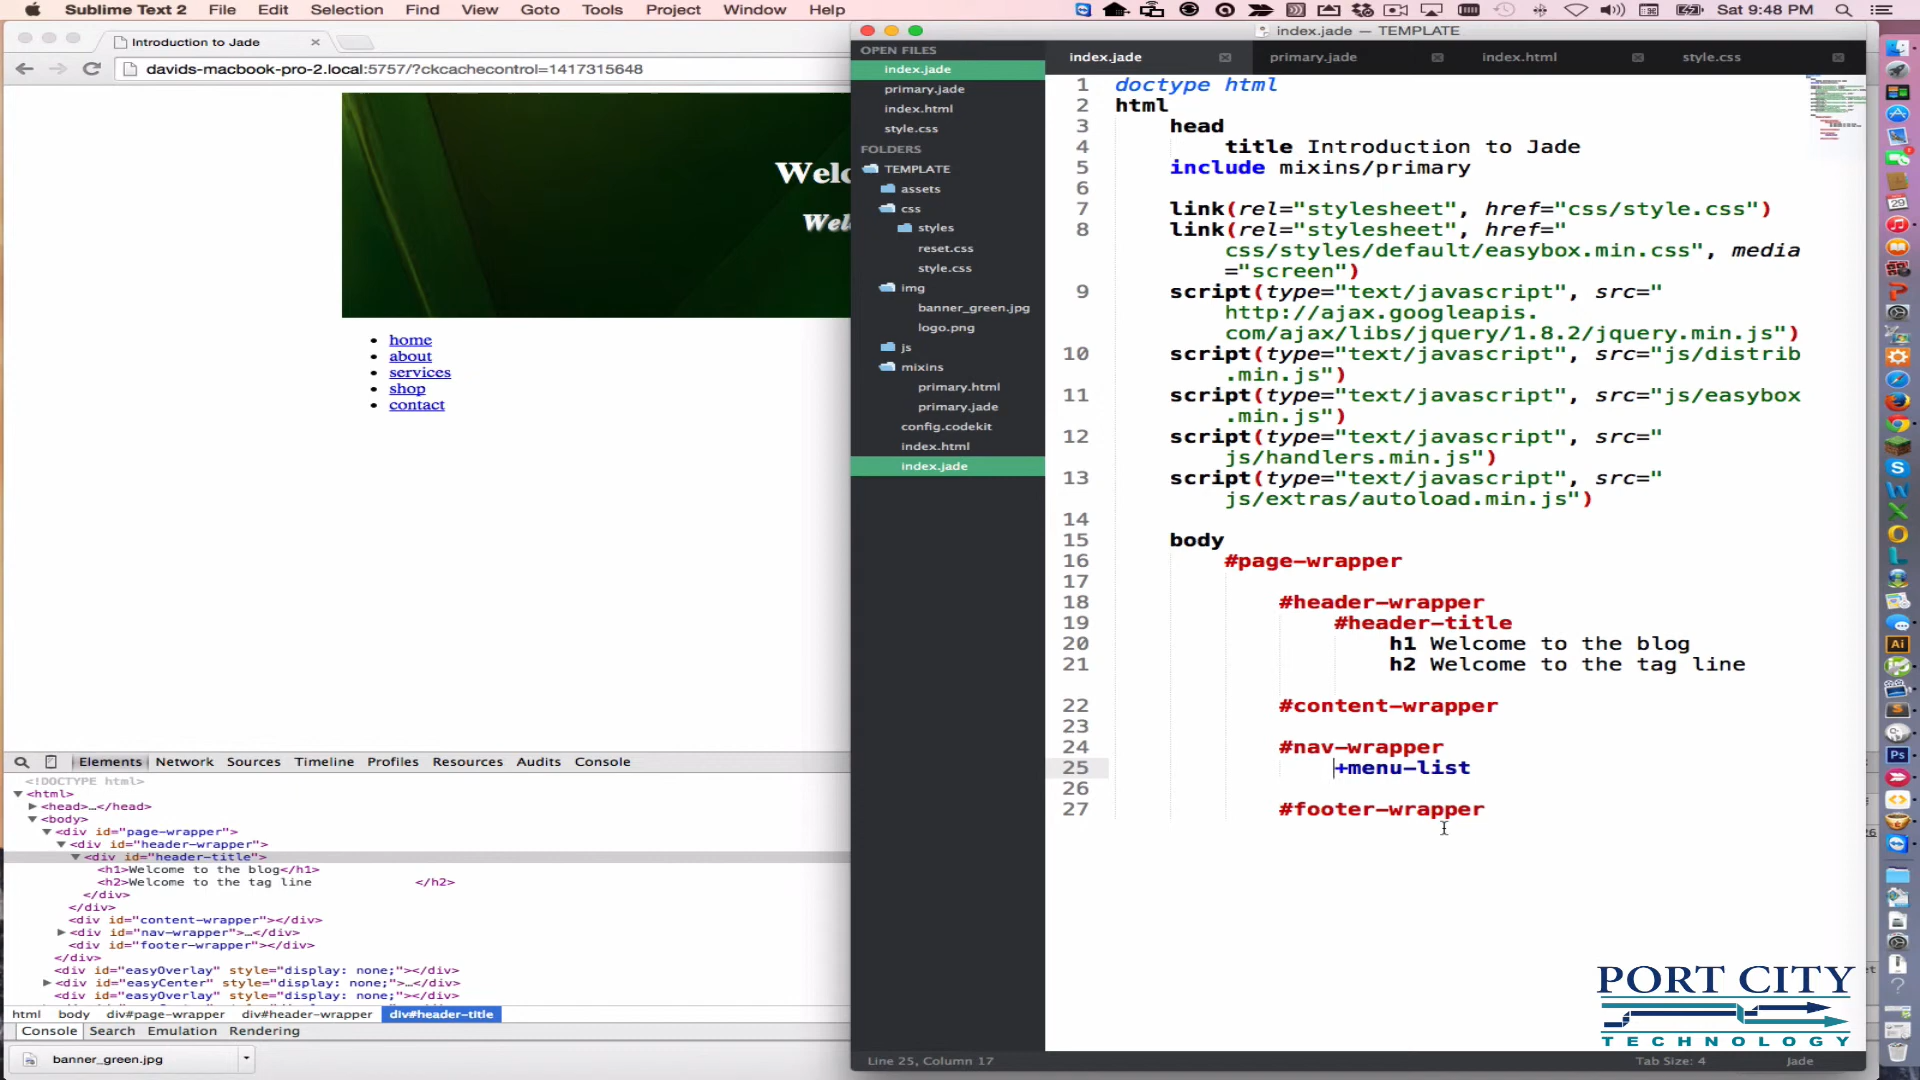 Sublime Text 2 File Edit Selection Find View Goto Tools Project Window Help
Sat 9:48 PM
Introduction to Jade
davids-macbook-pro-2.local:5757/?ckcachecontrol=1417315648
Welc
Wel
home
about
services
shop
contact
Elements Network Sources Timeline Profiles Resources Audits Console
<!DOCTYPE html>
<html>
<head>…</head>
<body>
<div id="page-wrapper">
<div id="header-wrapper">
<div id="header-title">
<h1>Welcome to the blog</h1>
<h2>Welcome to the tag line </h2>
</div>
</div>
<div id="content-wrapper"></div>
<div id="nav-wrapper">…</div>
<div id="footer-wrapper"></div>
</div>
<div id="easyOverlay" style="display: none;"></div>
<div id="easyCenter" style="display: none;">…</div>
<div id="easyOverlay" style="display: none;"></div>
html body div#page-wrapper div#header-wrapper div#header-title
Console Search Emulation Rendering
banner_green.jpg
index.jade — TEMPLATE
OPEN FILES
index.jade
primary.jade
index.html
style.css
FOLDERS
TEMPLATE
assets
css
styles
reset.css
style.css
img
banner_green.jpg
logo.png
js
mixins
primary.html
primary.jade
config.codekit
index.html
index.jade
index.jade primary.jade index.html style.css
1 doctype html
2 html
3 head
4 title Introduction to Jade
5 include mixins/primary
6
7 link(rel="stylesheet", href="css/style.css")
8 link(rel="stylesheet", href="
css/styles/default/easybox.min.css", media
="screen")
9 script(type="text/javascript", src="
http://ajax.googleapis.
com/ajax/libs/jquery/1.8.2/jquery.min.js")
10 script(type="text/javascript", src="js/distrib
.min.js")
11 script(type="text/javascript", src="js/easybox
.min.js")
12 script(type="text/javascript", src="
js/handlers.min.js")
13 script(type="text/javascript", src="
js/extras/autoload.min.js")
14
15 body
16 #page-wrapper
17
18 #header-wrapper
19 #header-title
20 h1 Welcome to the blog
21 h2 Welcome to the tag line
22 #content-wrapper
23
24 #nav-wrapper
25 +menu-list
26
27 #footer-wrapper
PORT CITY
TECHNOLOGY
Line 25, Column 17
Tab Size: 4 Jade